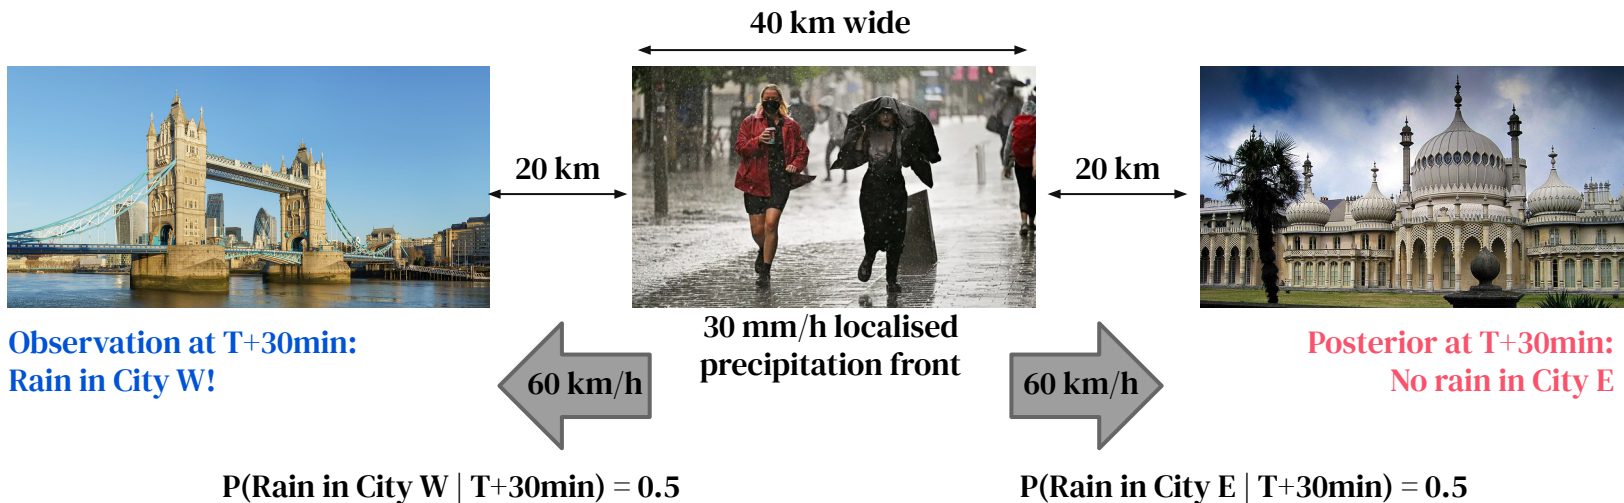 40 km wide
20 km
20 km
Observation at T+30min:
Rain in City W!
30 mm/h localised
precipitation front
Posterior at T+30min:
No rain in City E
60 km/h
60 km/h
P(Rain in City W | T+30min) = 0.5
P(Rain in City E | T+30min) = 0.5